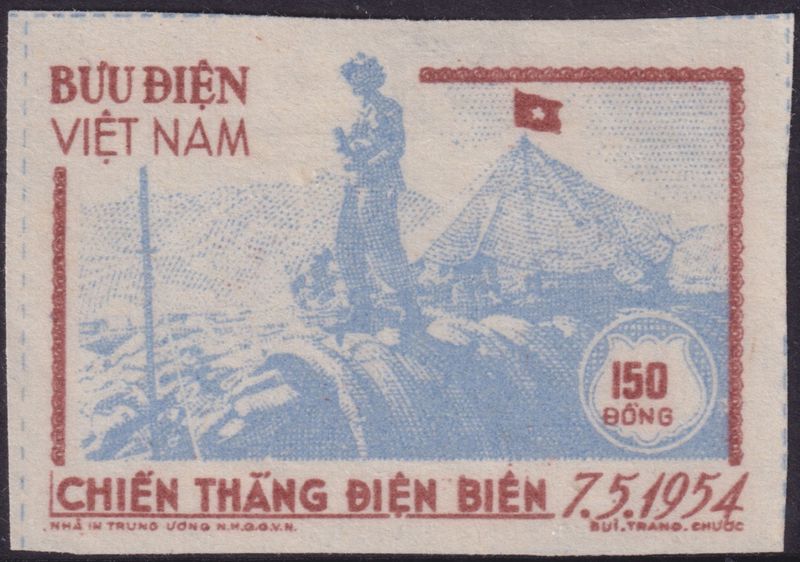 BƯU ĐIỆN
VIỆT NAM
150
ĐỒNG
CHIẾN THẮNG ĐIỆN BIÊN 7.5.1954
NHÀ IN TRUNG ƯƠNG N.H.Q.G.V.N. BUI.TRANG.CHƯỚC